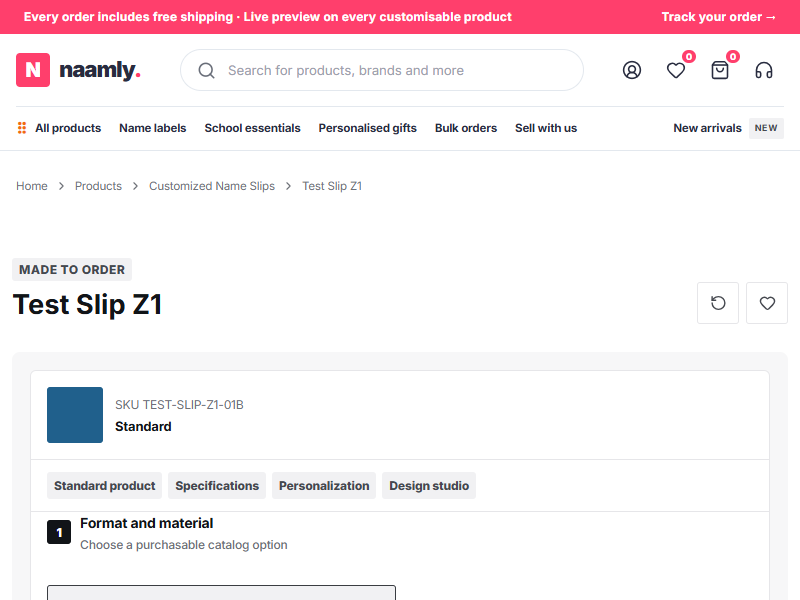 Every order includes free shipping · Live preview on every customisable product
Track your order →
N naamly.
Search for products, brands and more
0
0
All products
Name labels
School essentials
Personalised gifts
Bulk orders
Sell with us
New arrivals
NEW
Home > Products > Customized Name Slips > Test Slip Z1
MADE TO ORDER
Test Slip Z1
SKU TEST-SLIP-Z1-01B
Standard
Standard product
Specifications
Personalization
Design studio
1
Format and material
Choose a purchasable catalog option